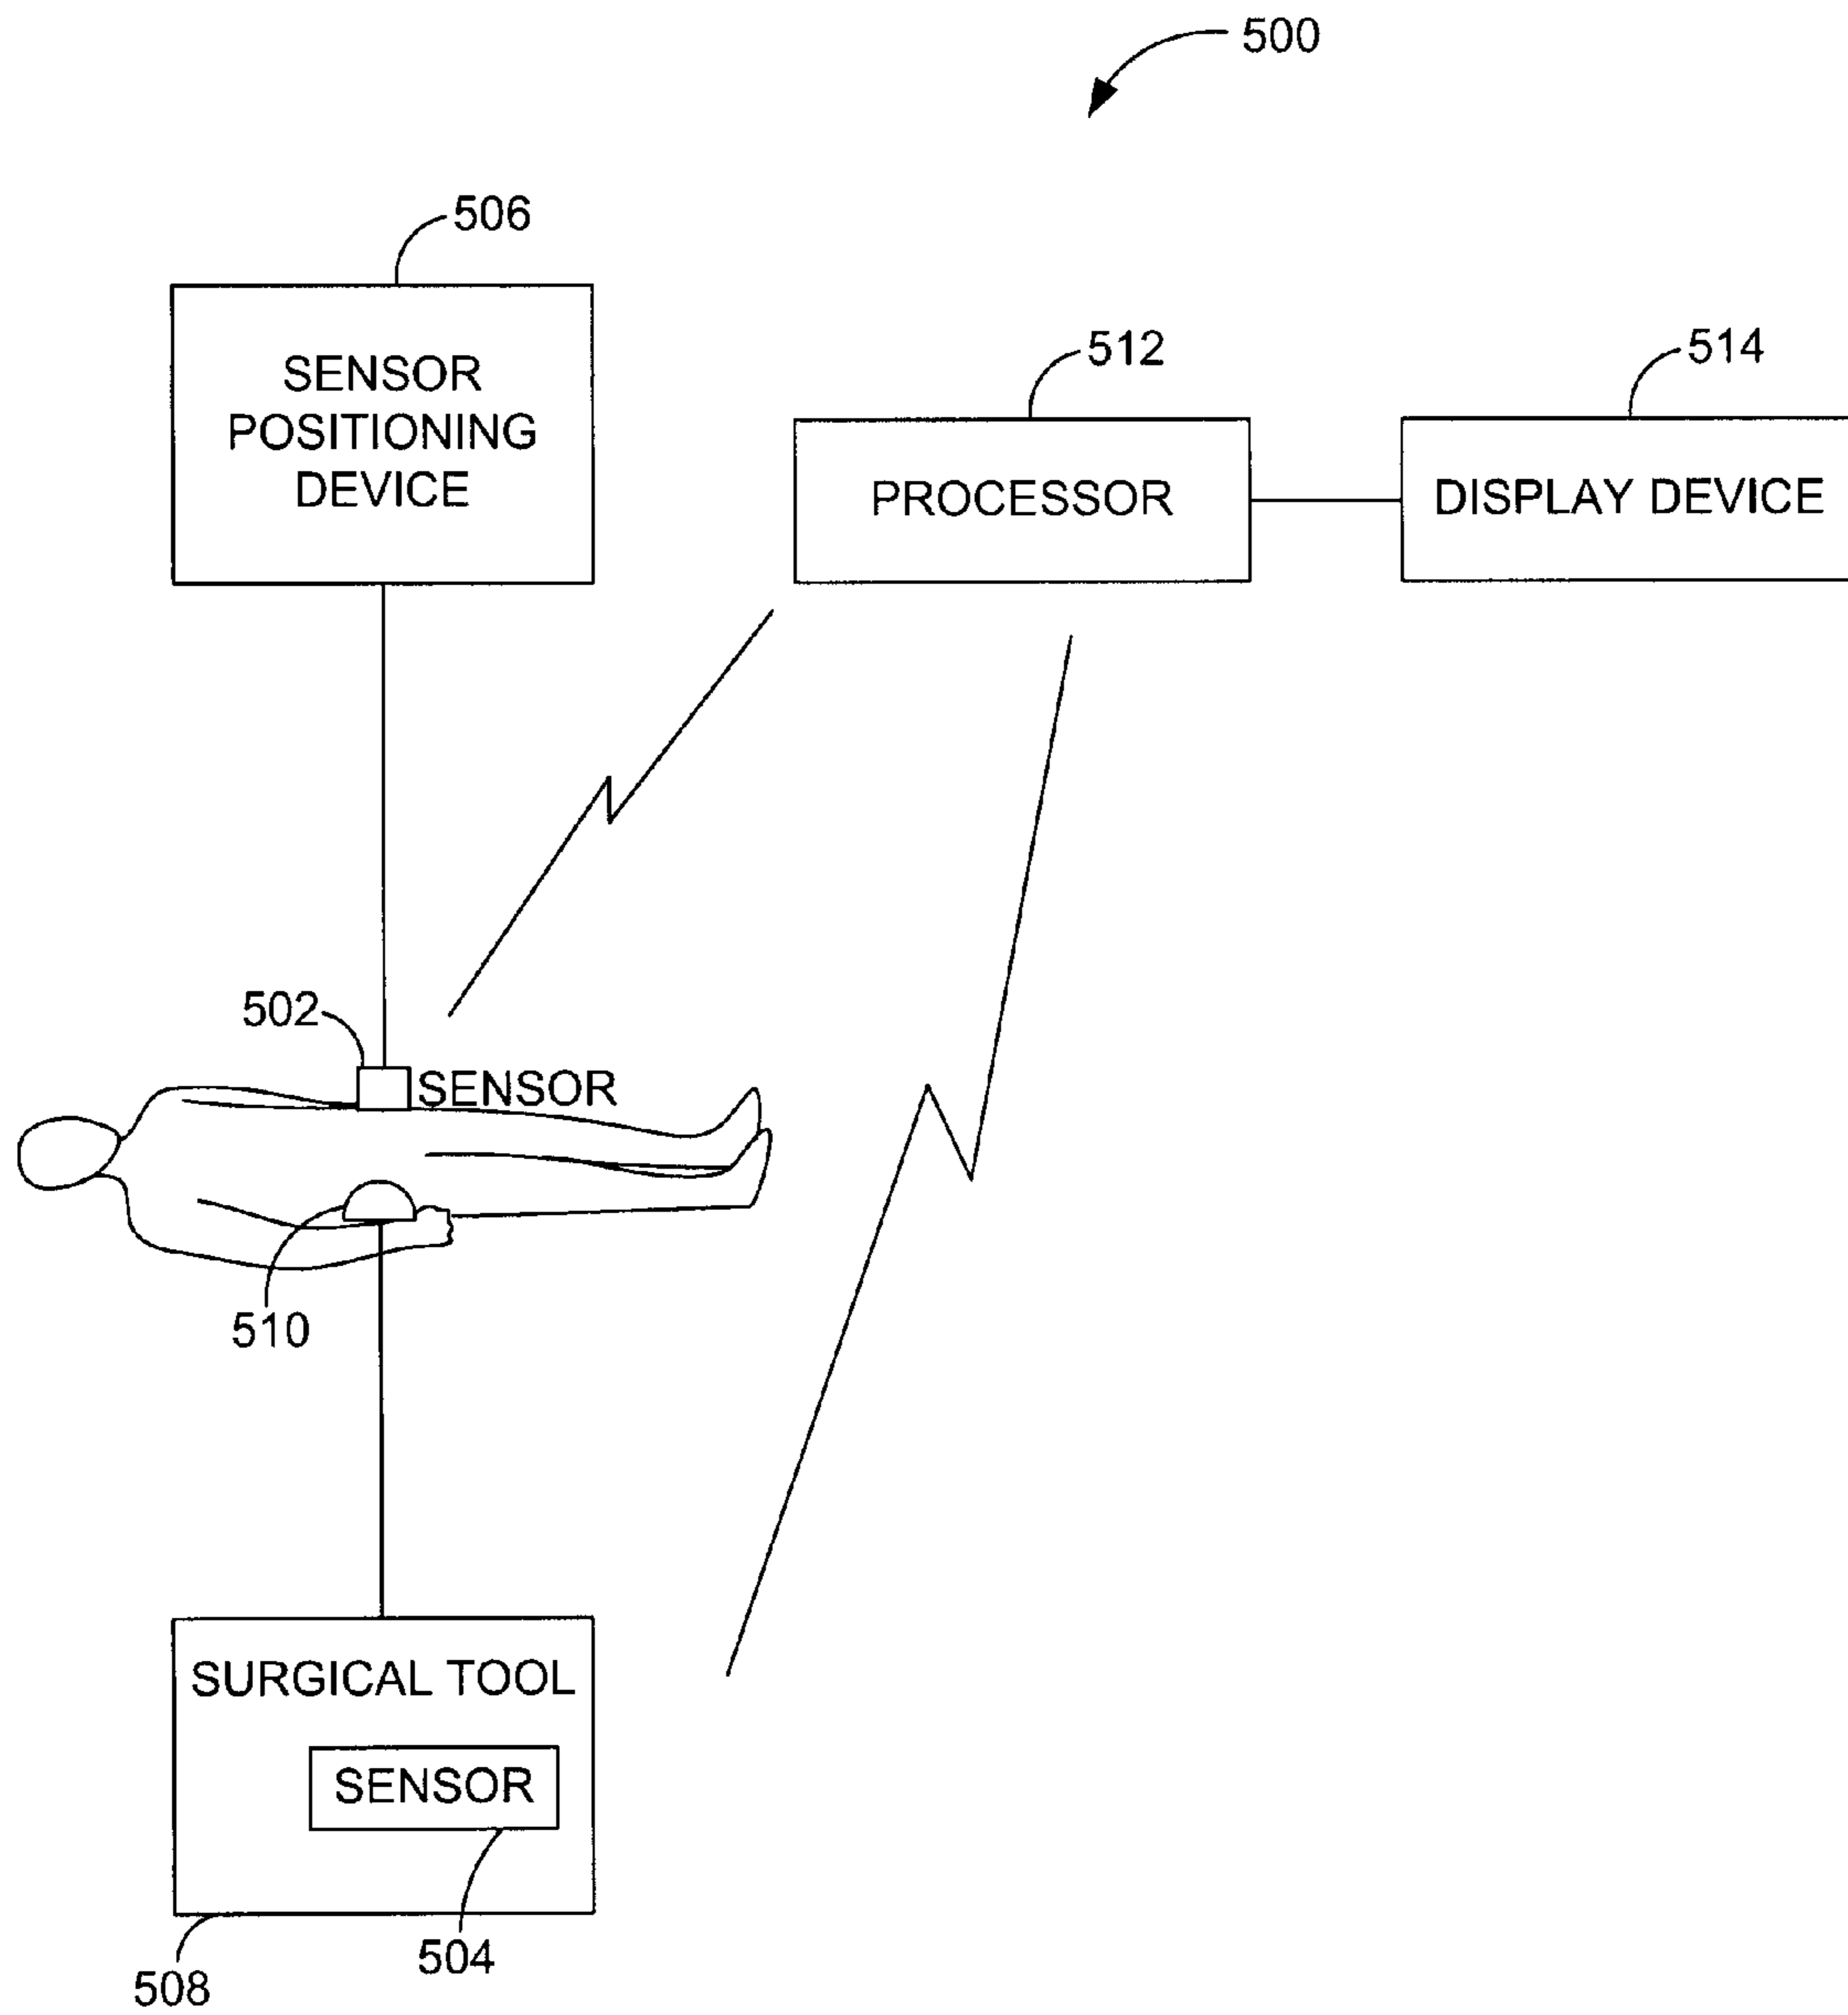 500
506
SENSOR
POSITIONING
DEVICE
512
PROCESSOR
514
DISPLAY DEVICE
502
SENSOR
510
SURGICAL TOOL
SENSOR
504
508